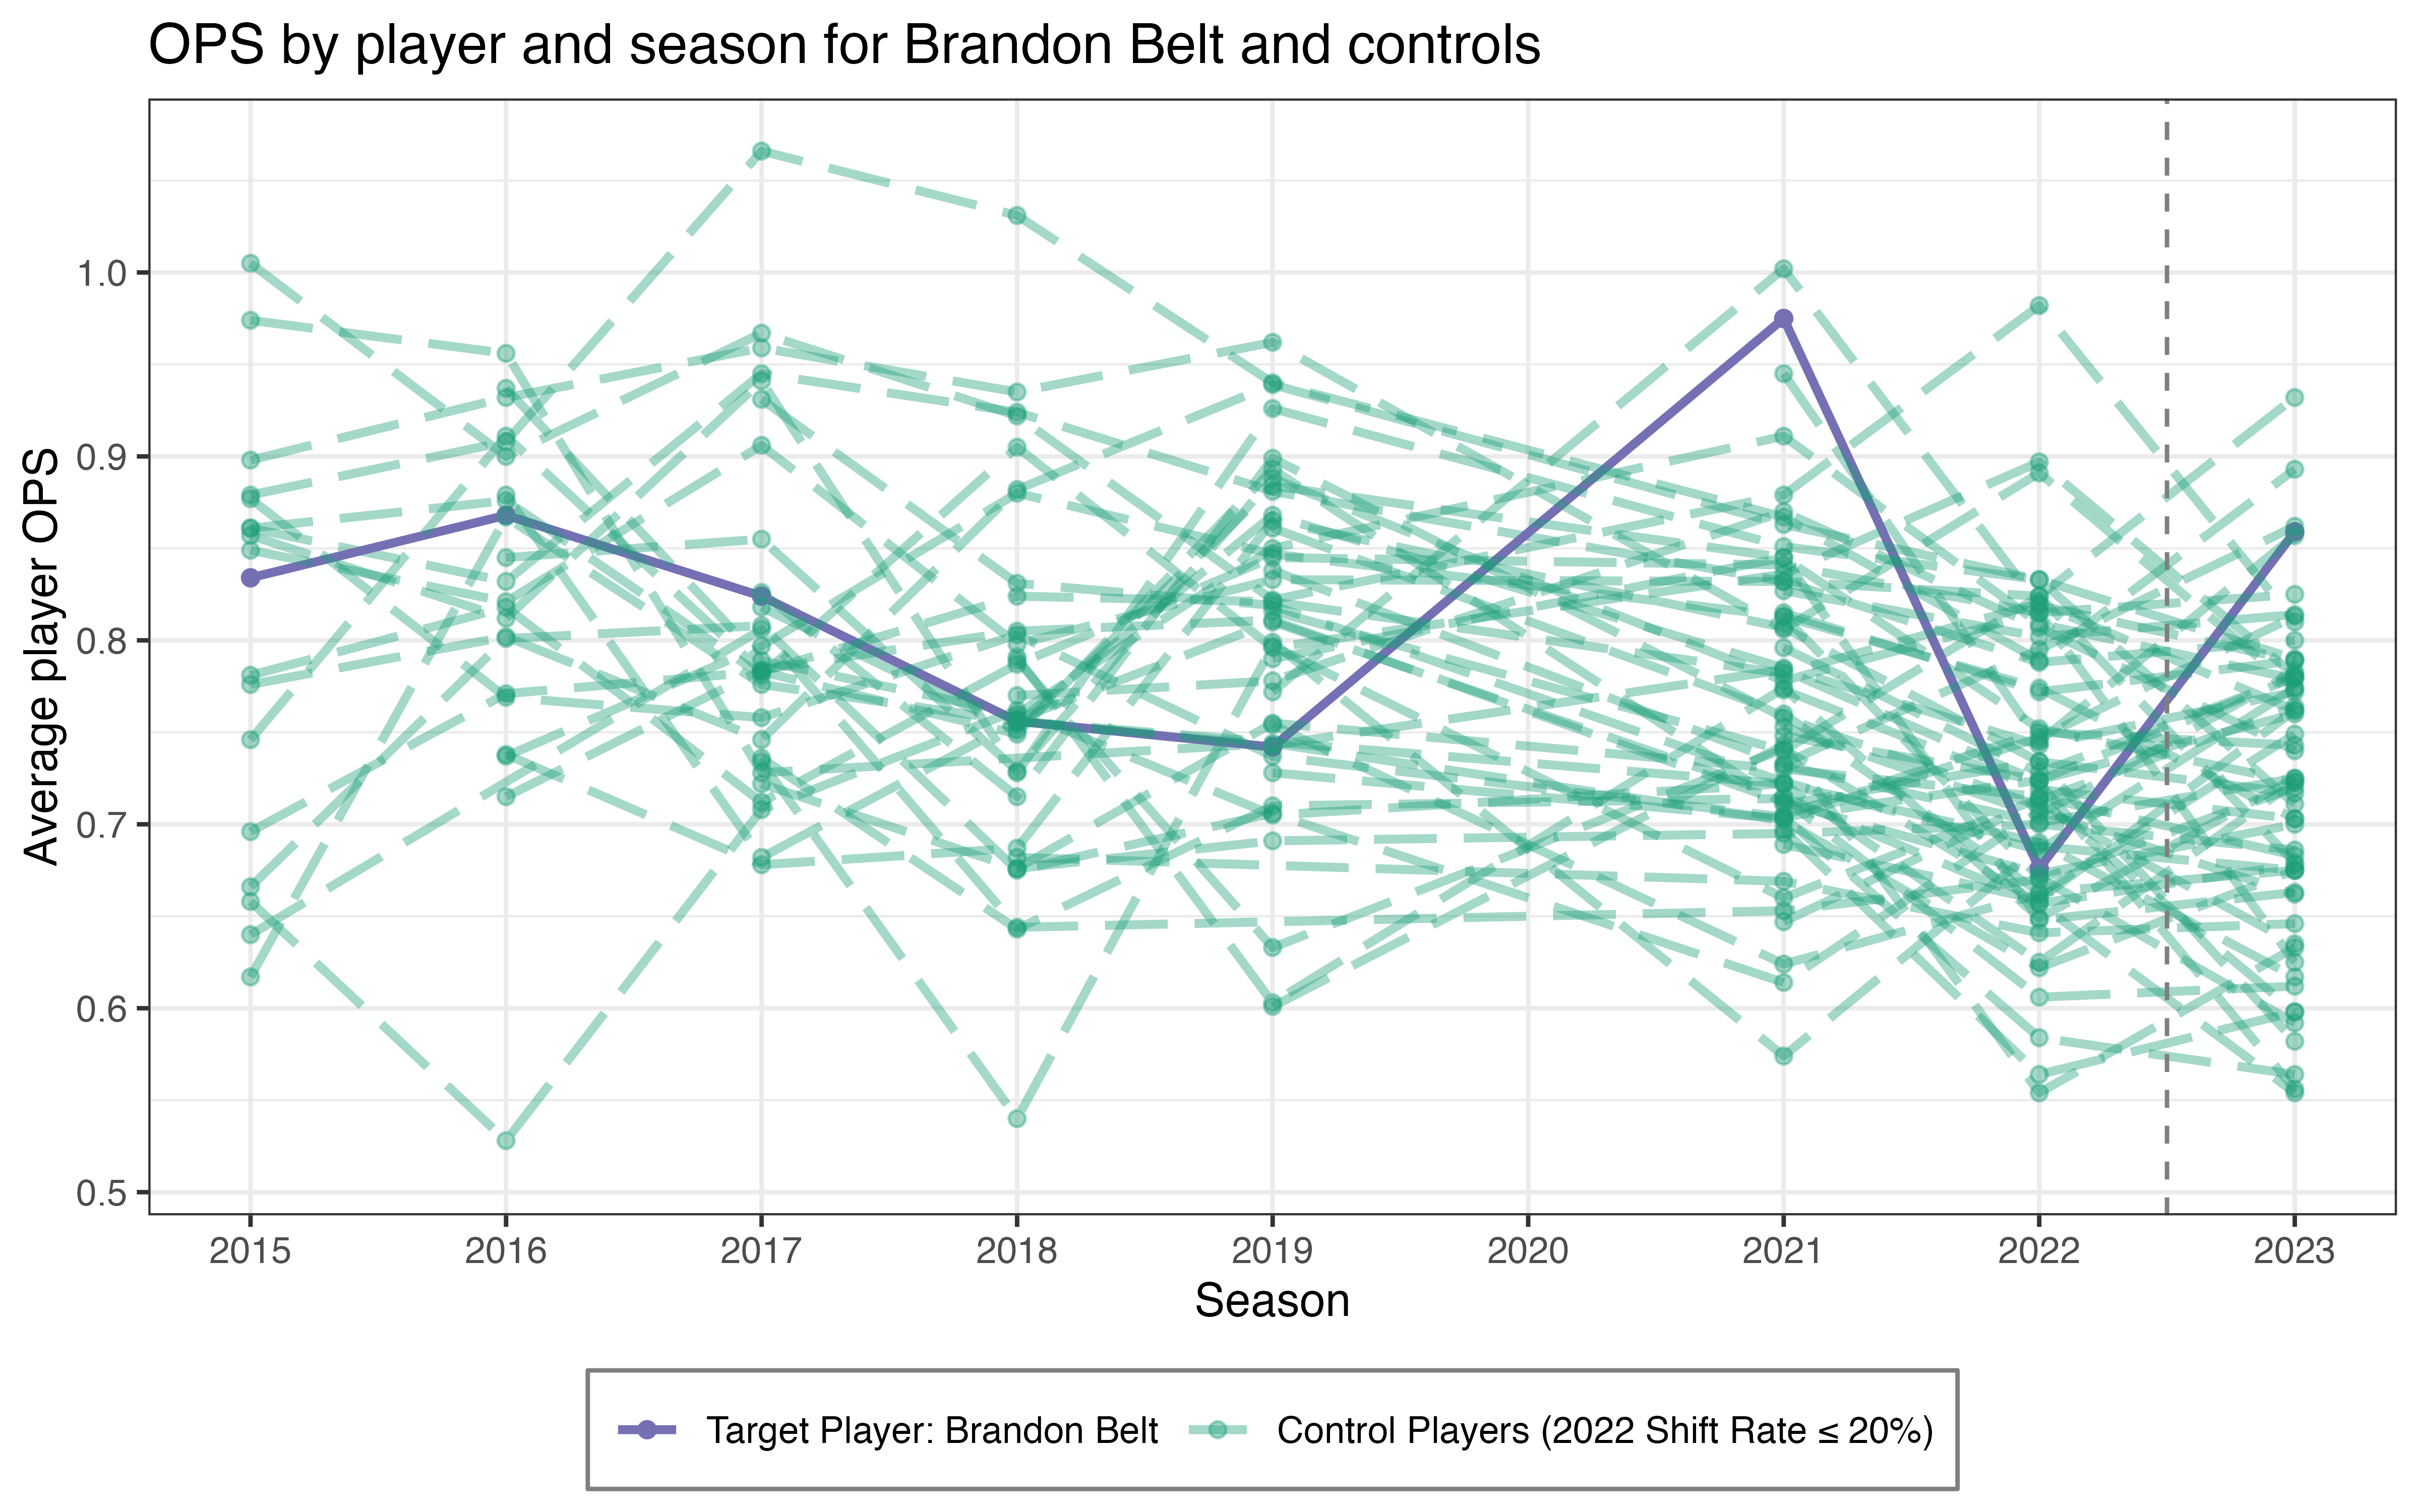 OPS by player and season for Brandon Belt and controls
Average player OPS
1.0
0.9
0.8
0.7
0.6
0.5
2015 2016 2017 2018 2019 2020 2021 2022 2023
Season
Target Player: Brandon Belt Control Players (2022 Shift Rate ≤ 20%)